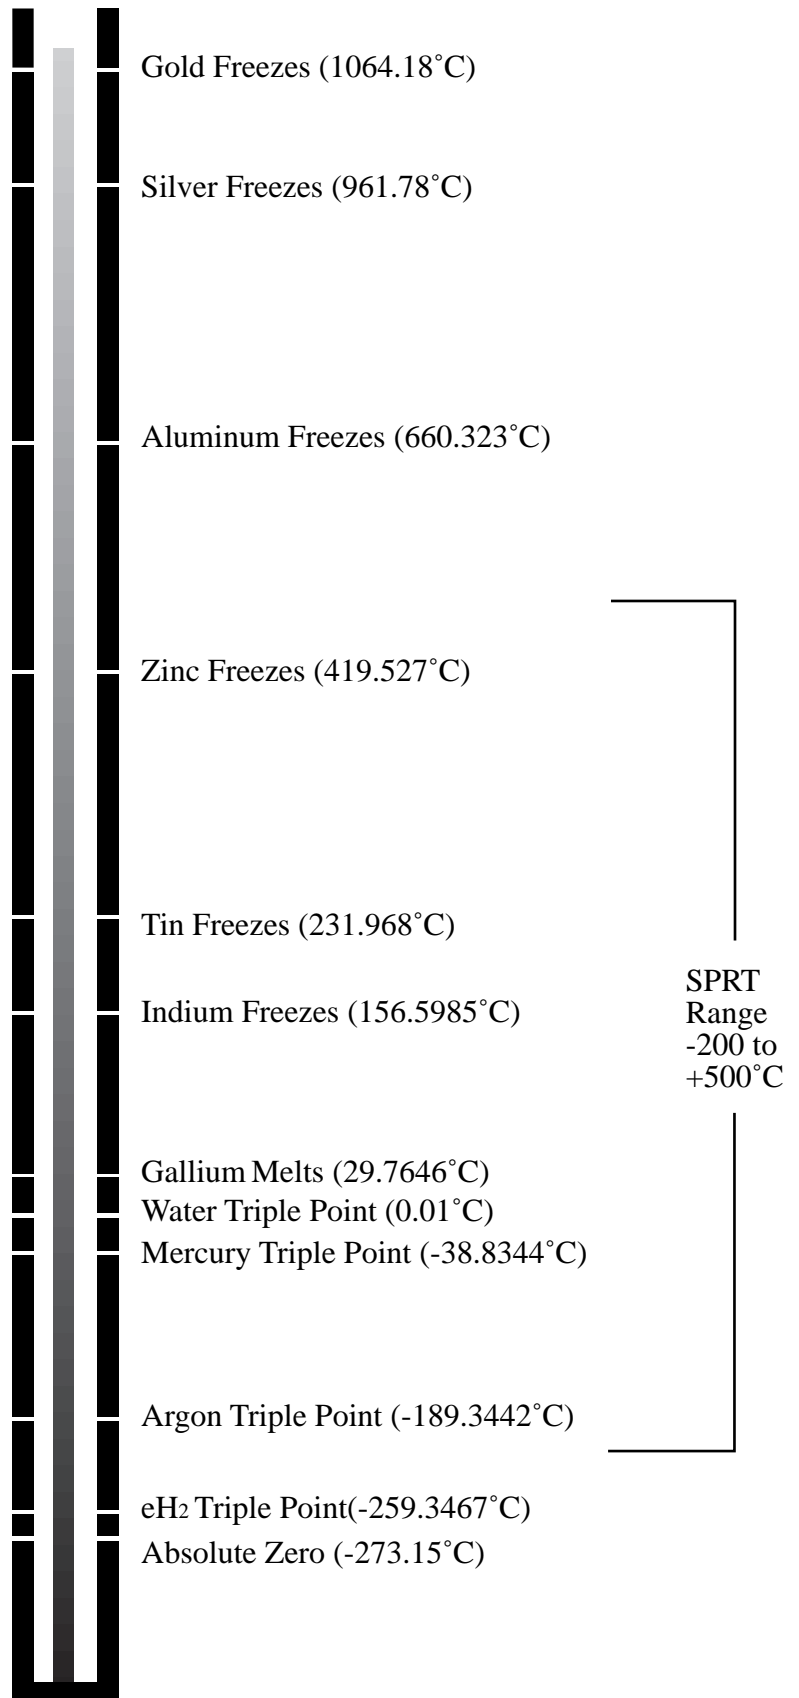 Gold Freezes (1064.18˚C)
Silver Freezes (961.78˚C)
Aluminum Freezes (660.323˚C)
Zinc Freezes (419.527˚C)
Tin Freezes (231.968˚C)
Indium Freezes (156.5985˚C)
SPRT
Range
-200 to
+500˚C
Gallium Melts (29.7646˚C)
Water Triple Point (0.01˚C)
Mercury Triple Point (-38.8344˚C)
Argon Triple Point (-189.3442˚C)
eH2 Triple Point(-259.3467˚C)
Absolute Zero (-273.15˚C)